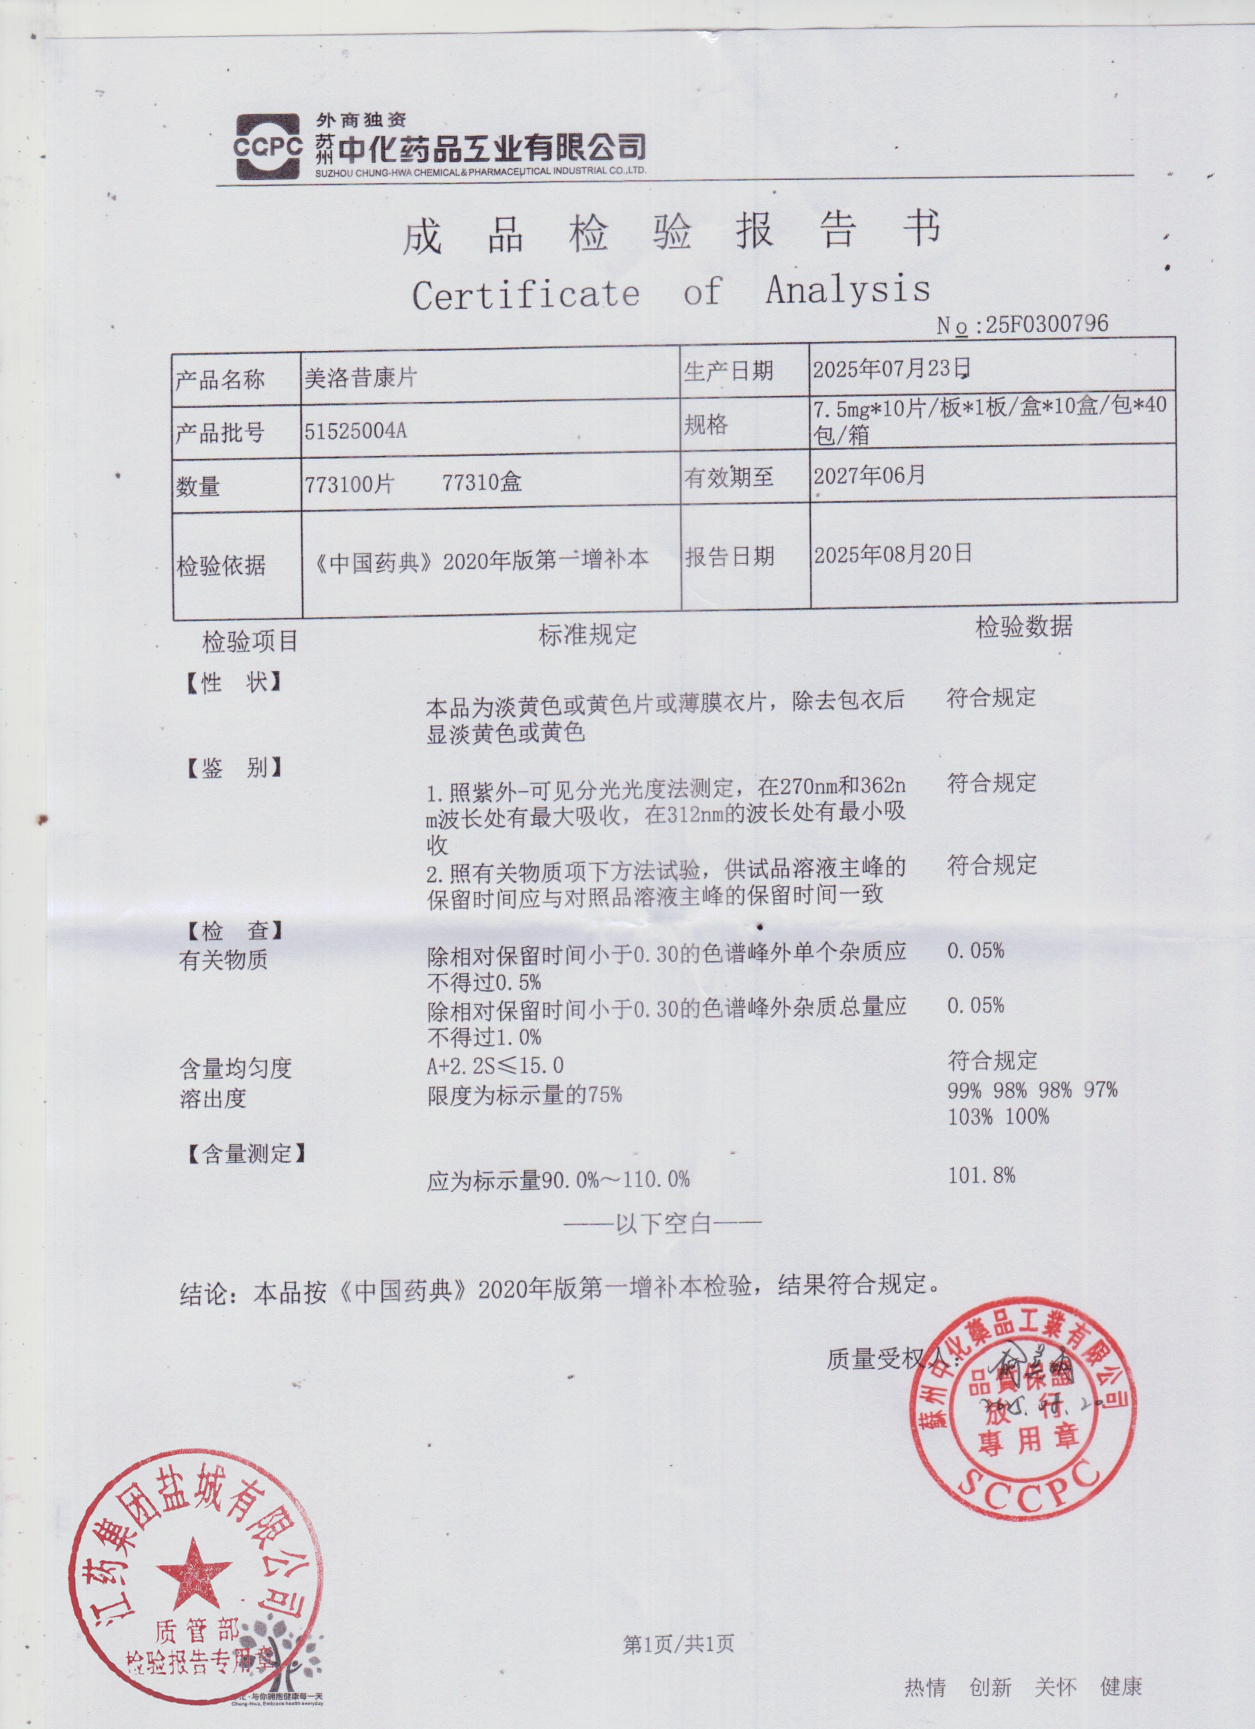 CCPC
外商独资
苏州中化药品工业有限公司
SUZHOU CHUNG-HWA CHEMICAL&PHARMACEUTICAL INDUSTRIAL CO.,LTD.
成品检验报告书
Certificate of Analysis
No:25F0300796
产品名称 美洛昔康片 生产日期 2025年07月23日
产品批号 51525004A 规格 7.5mg*10片/板*1板/盒*10盒/包*40
包/箱
数量 773100片 77310盒 有效期至 2027年06月
检验依据 《中国药典》2020年版第一增补本 报告日期 2025年08月20日
检验项目 标准规定 检验数据
【性 状】
本品为淡黄色或黄色片或薄膜衣片，除去包衣后 符合规定
显淡黄色或黄色
【鉴 别】
1.照紫外-可见分光光度法测定，在270nm和362n 符合规定
m波长处有最大吸收，在312nm的波长处有最小吸
收
2.照有关物质项下方法试验，供试品溶液主峰的 符合规定
保留时间应与对照品溶液主峰的保留时间一致
【检 查】
有关物质 除相对保留时间小于0.30的色谱峰外单个杂质应 0.05%
不得过0.5%
除相对保留时间小于0.30的色谱峰外杂质总量应 0.05%
不得过1.0%
含量均匀度 A+2.2S≤15.0 符合规定
溶出度 限度为标示量的75% 99% 98% 98% 97%
103% 100%
【含量测定】
应为标示量90.0%～110.0% 101.8%
——以下空白——
结论：本品按《中国药典》2020年版第一增补本检验，结果符合规定。
质量受权人：
蘇州中化藥品工業有限公司
品質保證
放行
專用章
SCCPC
江药集团盐城有限公司
质管部
检验报告专用章
与你拥抱健康每一天
Chung-Hwa, Embrace health everyday
第1页/共1页
热情 创新 关怀 健康